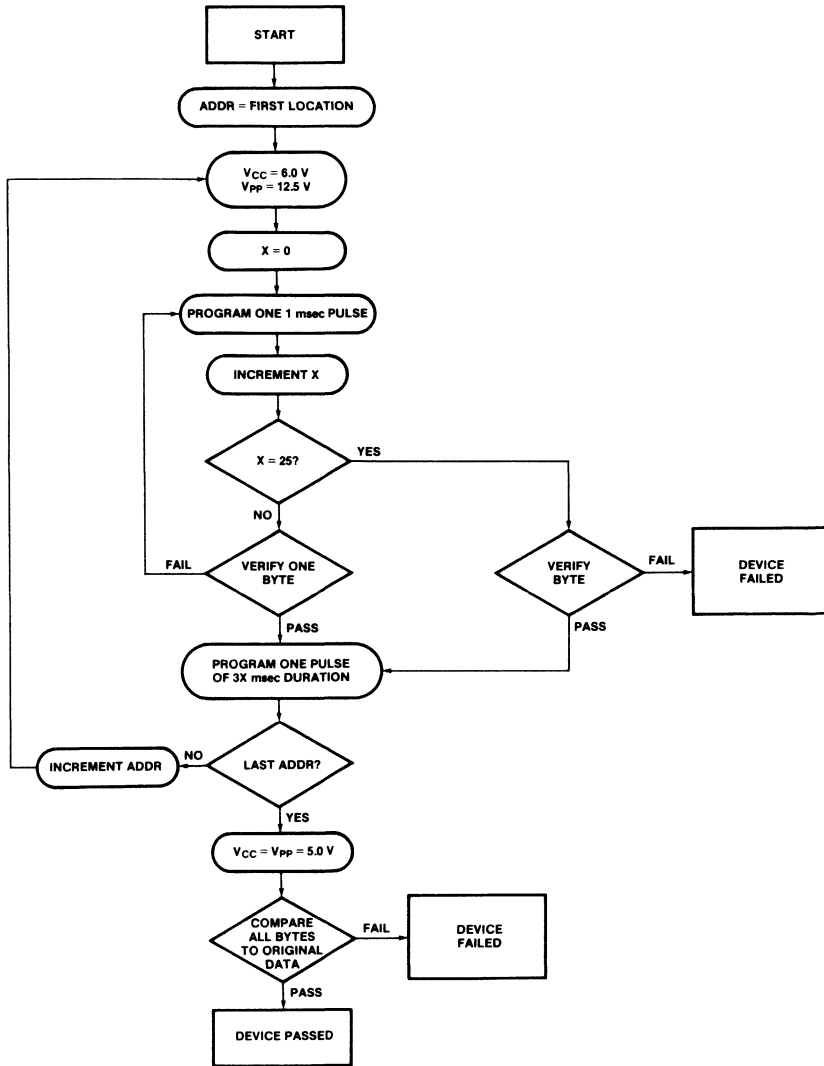 START
ADDR = FIRST LOCATION
VCC = 6.0 V
VPP = 12.5 V
X = 0
PROGRAM ONE 1 msec PULSE
INCREMENT X
X = 25?
YES
NO
VERIFY ONE
BYTE
FAIL
PASS
VERIFY
BYTE
FAIL
DEVICE
FAILED
PASS
PROGRAM ONE PULSE
OF 3X msec DURATION
LAST ADDR?
NO
INCREMENT ADDR
YES
VCC = VPP = 5.0 V
COMPARE
ALL BYTES
TO ORIGINAL
DATA
FAIL
DEVICE
FAILED
PASS
DEVICE PASSED